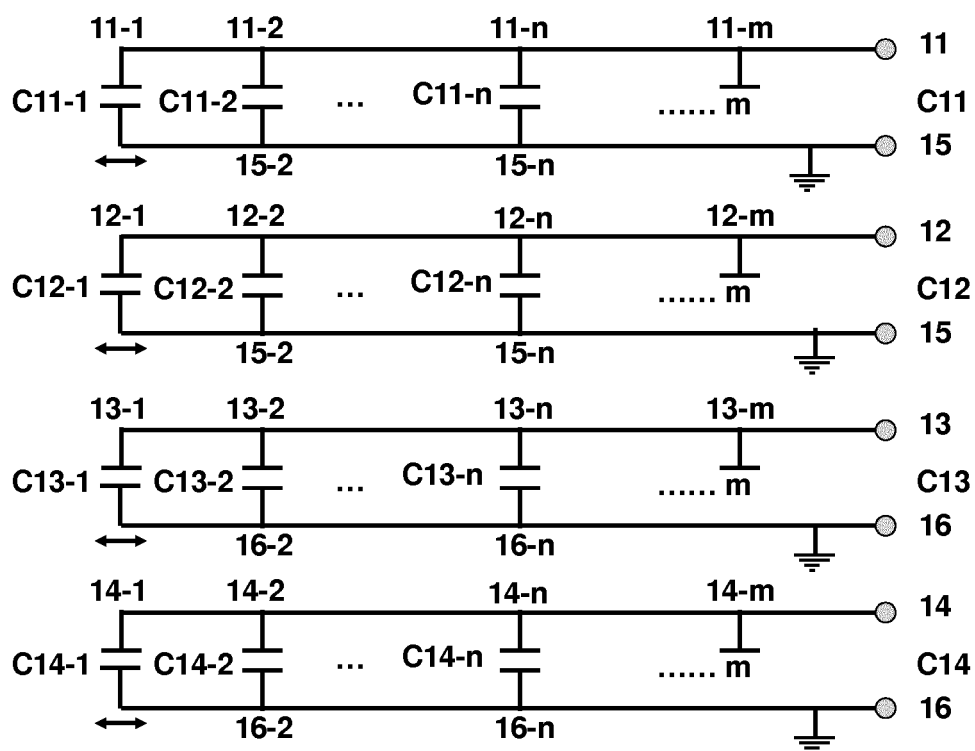 11-1 11-2 11-n 11-m 11
C11-1 C11-2 ... C11-n ...... m C11
15-2 15-n 15
12-1 12-2 12-n 12-m 12
C12-1 C12-2 ... C12-n ...... m C12
15-2 15-n 15
13-1 13-2 13-n 13-m 13
C13-1 C13-2 ... C13-n ...... m C13
16-2 16-n 16
14-1 14-2 14-n 14-m 14
C14-1 C14-2 ... C14-n ...... m C14
16-2 16-n 16